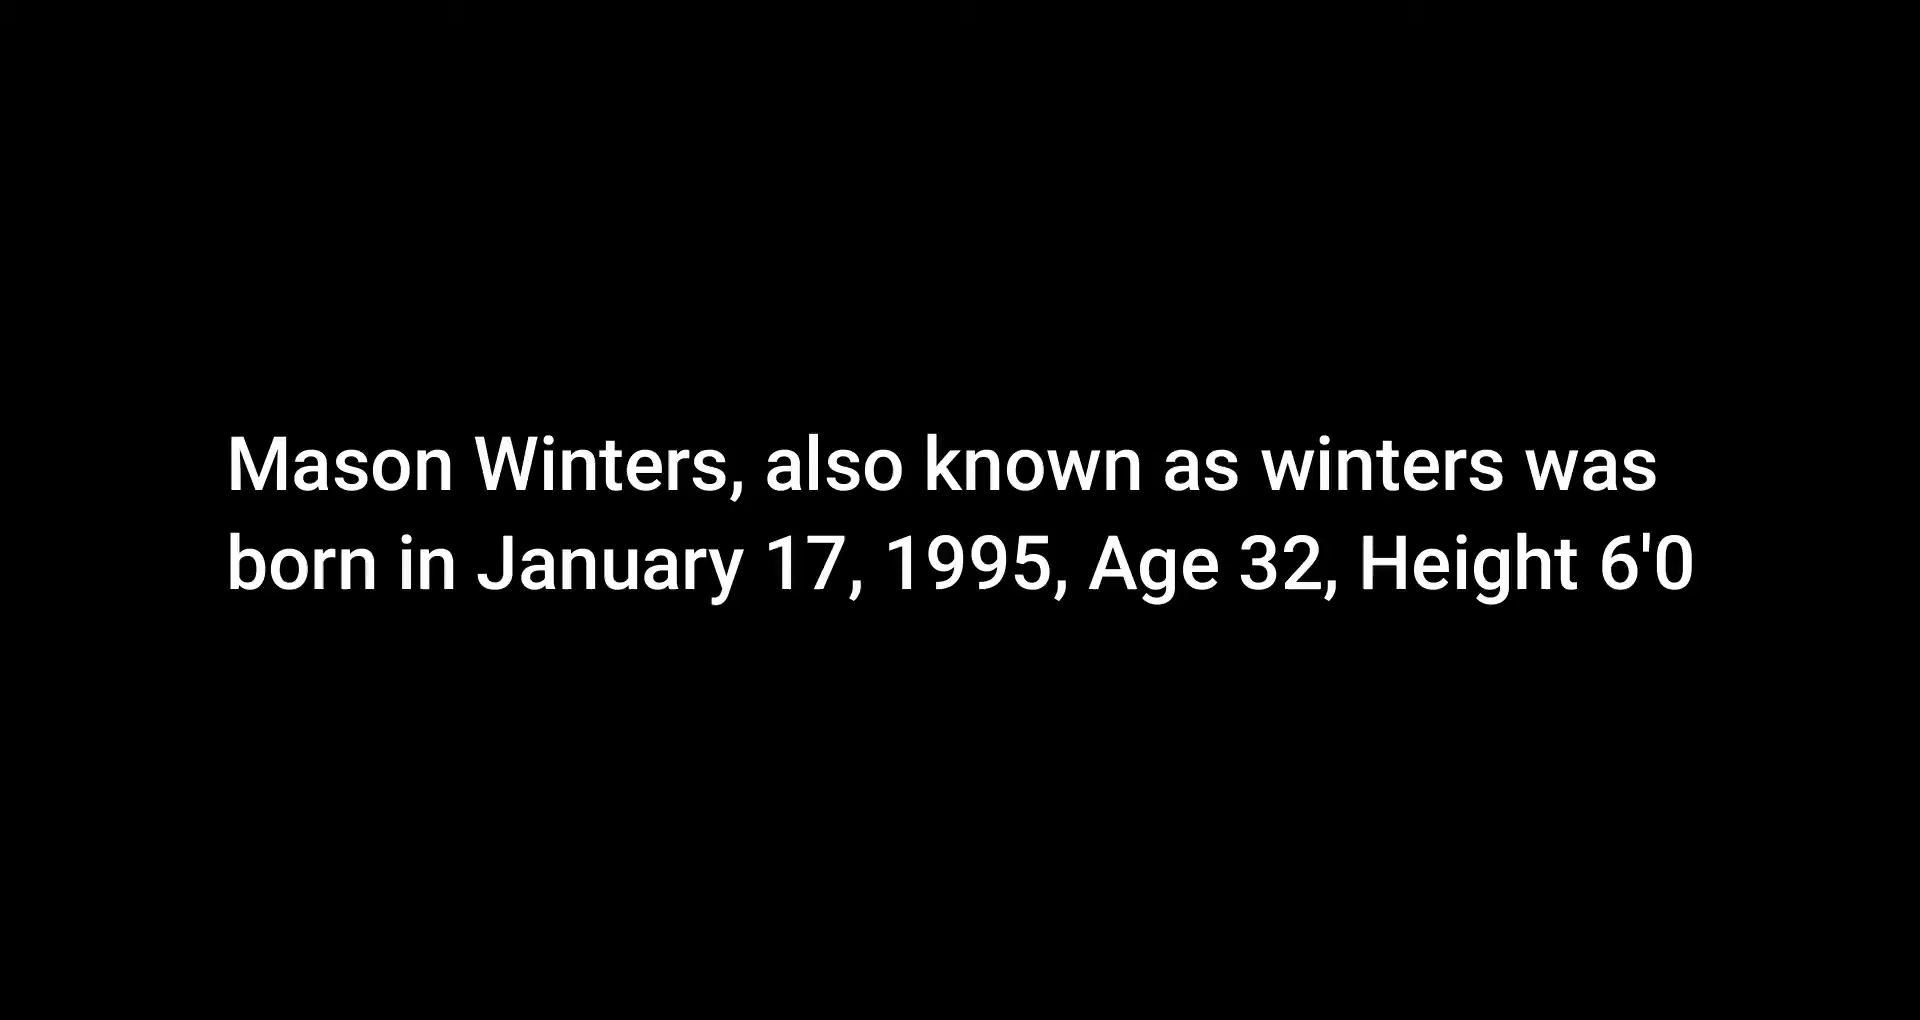 Mason Winters, also known as winters was
born in January 17, 1995, Age 32, Height 6'0